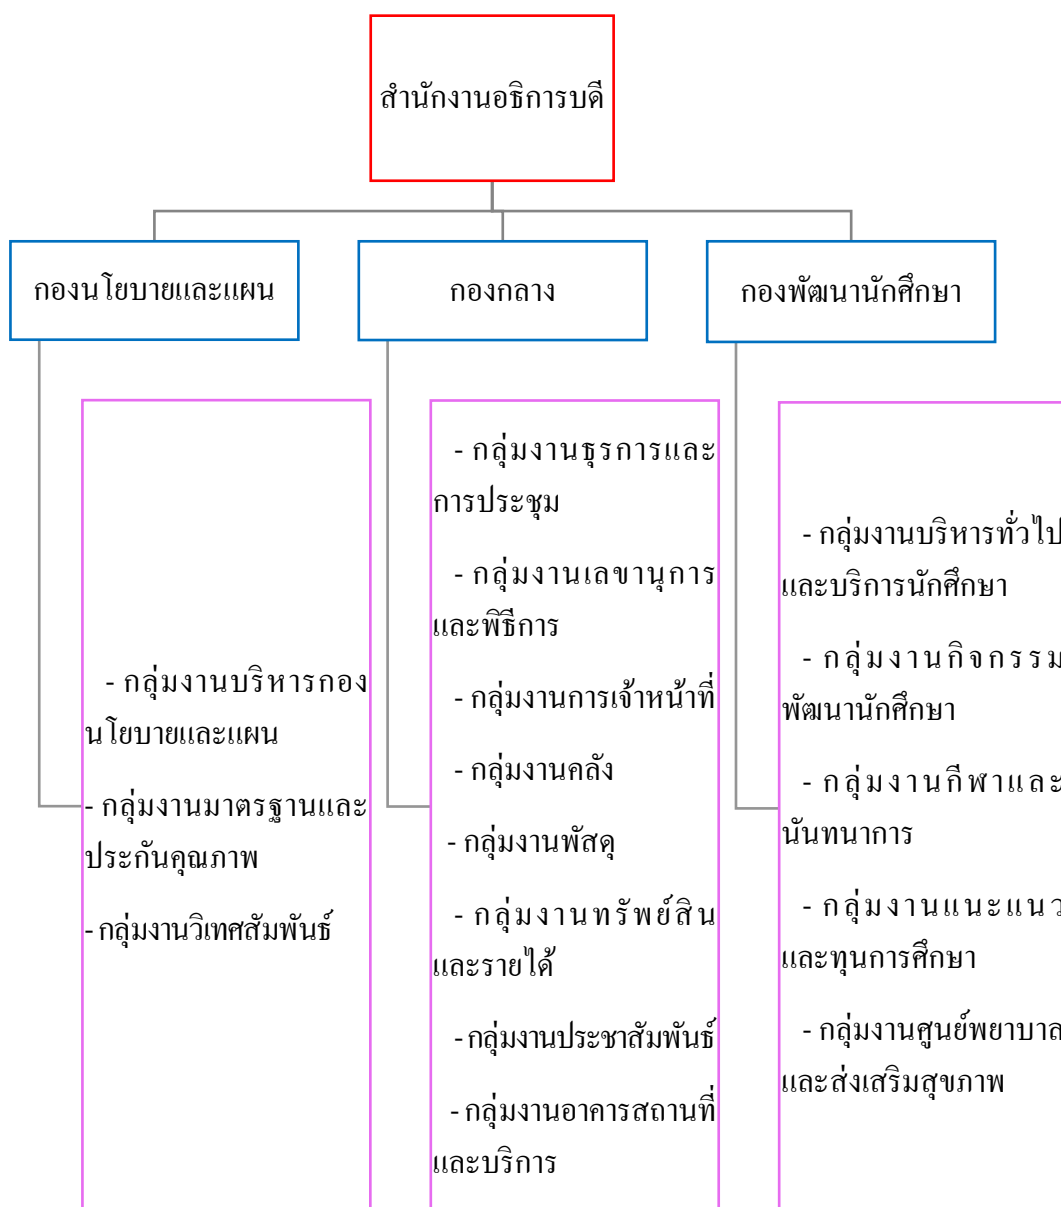 สำนักงานอธิการบดี
กองนโยบายและแผน
กองกลาง
กองพัฒนานักศึกษา
- กลุ่มงานบริหารกอง
นโยบายและแผน
- กลุ่มงานมาตรฐานและ
ประกันคุณภาพ
- กลุ่มงานวิเทศสัมพันธ์
- กลุ่มงานธุรการและ
การประชุม
- กลุ่มงานเลขานุการ
และพิธีการ
- กลุ่มงานการเจ้าหน้าที่
- กลุ่มงานคลัง
- กลุ่มงานพัสดุ
- กลุ่มงานทรัพย์สิน
และรายได้
- กลุ่มงานประชาสัมพันธ์
- กลุ่มงานอาคารสถานที่
และบริการ
- กลุ่มงานบริหารทั่วไป
และบริการนักศึกษา
- กลุ่มงานกิจกรรม
พัฒนานักศึกษา
- กลุ่มงานกีฬาและ
นันทนาการ
- กลุ่มงานแนะแนว
และทุนการศึกษา
- กลุ่มงานศูนย์พยาบาล
และส่งเสริมสุขภาพ